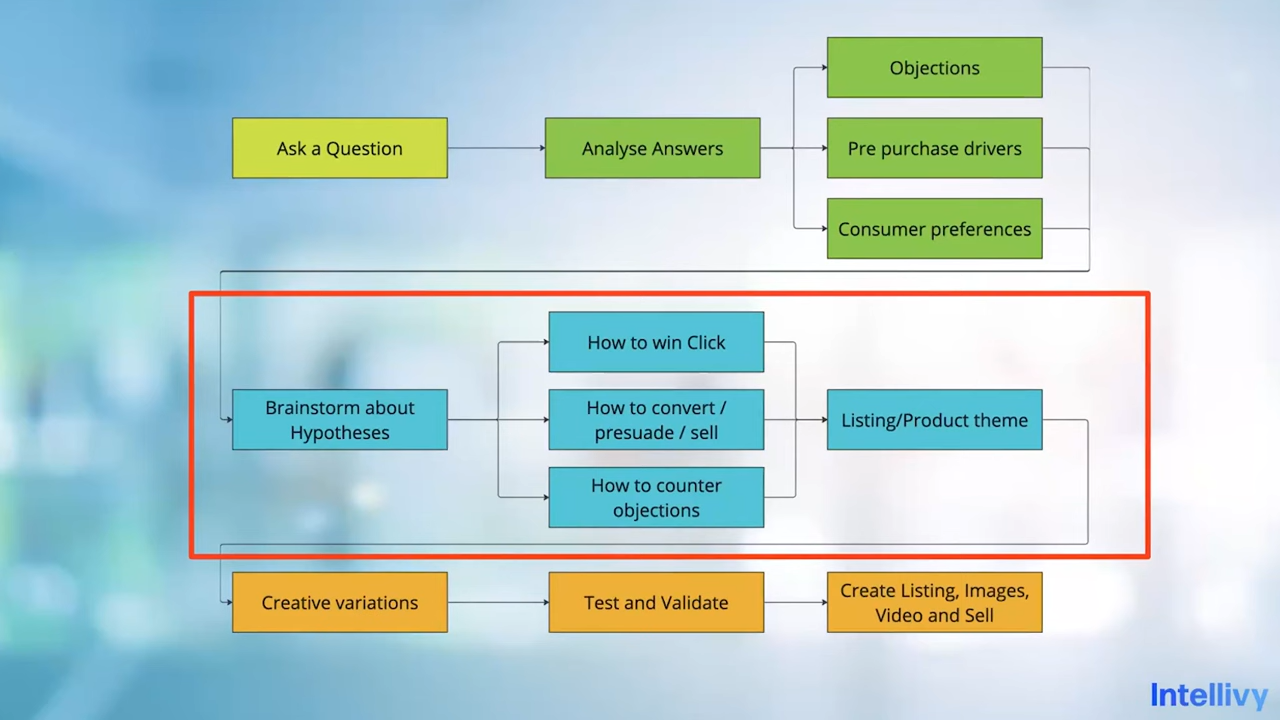 Objections
Ask a Question
Analyse Answers
Pre purchase drivers
Consumer preferences
How to win Click
Brainstorm about
Hypotheses
How to convert /
presuade / sell
Listing/Product theme
How to counter
objections
Creative variations
Test and Validate
Create Listing, Images,
Video and Sell
Intellivy